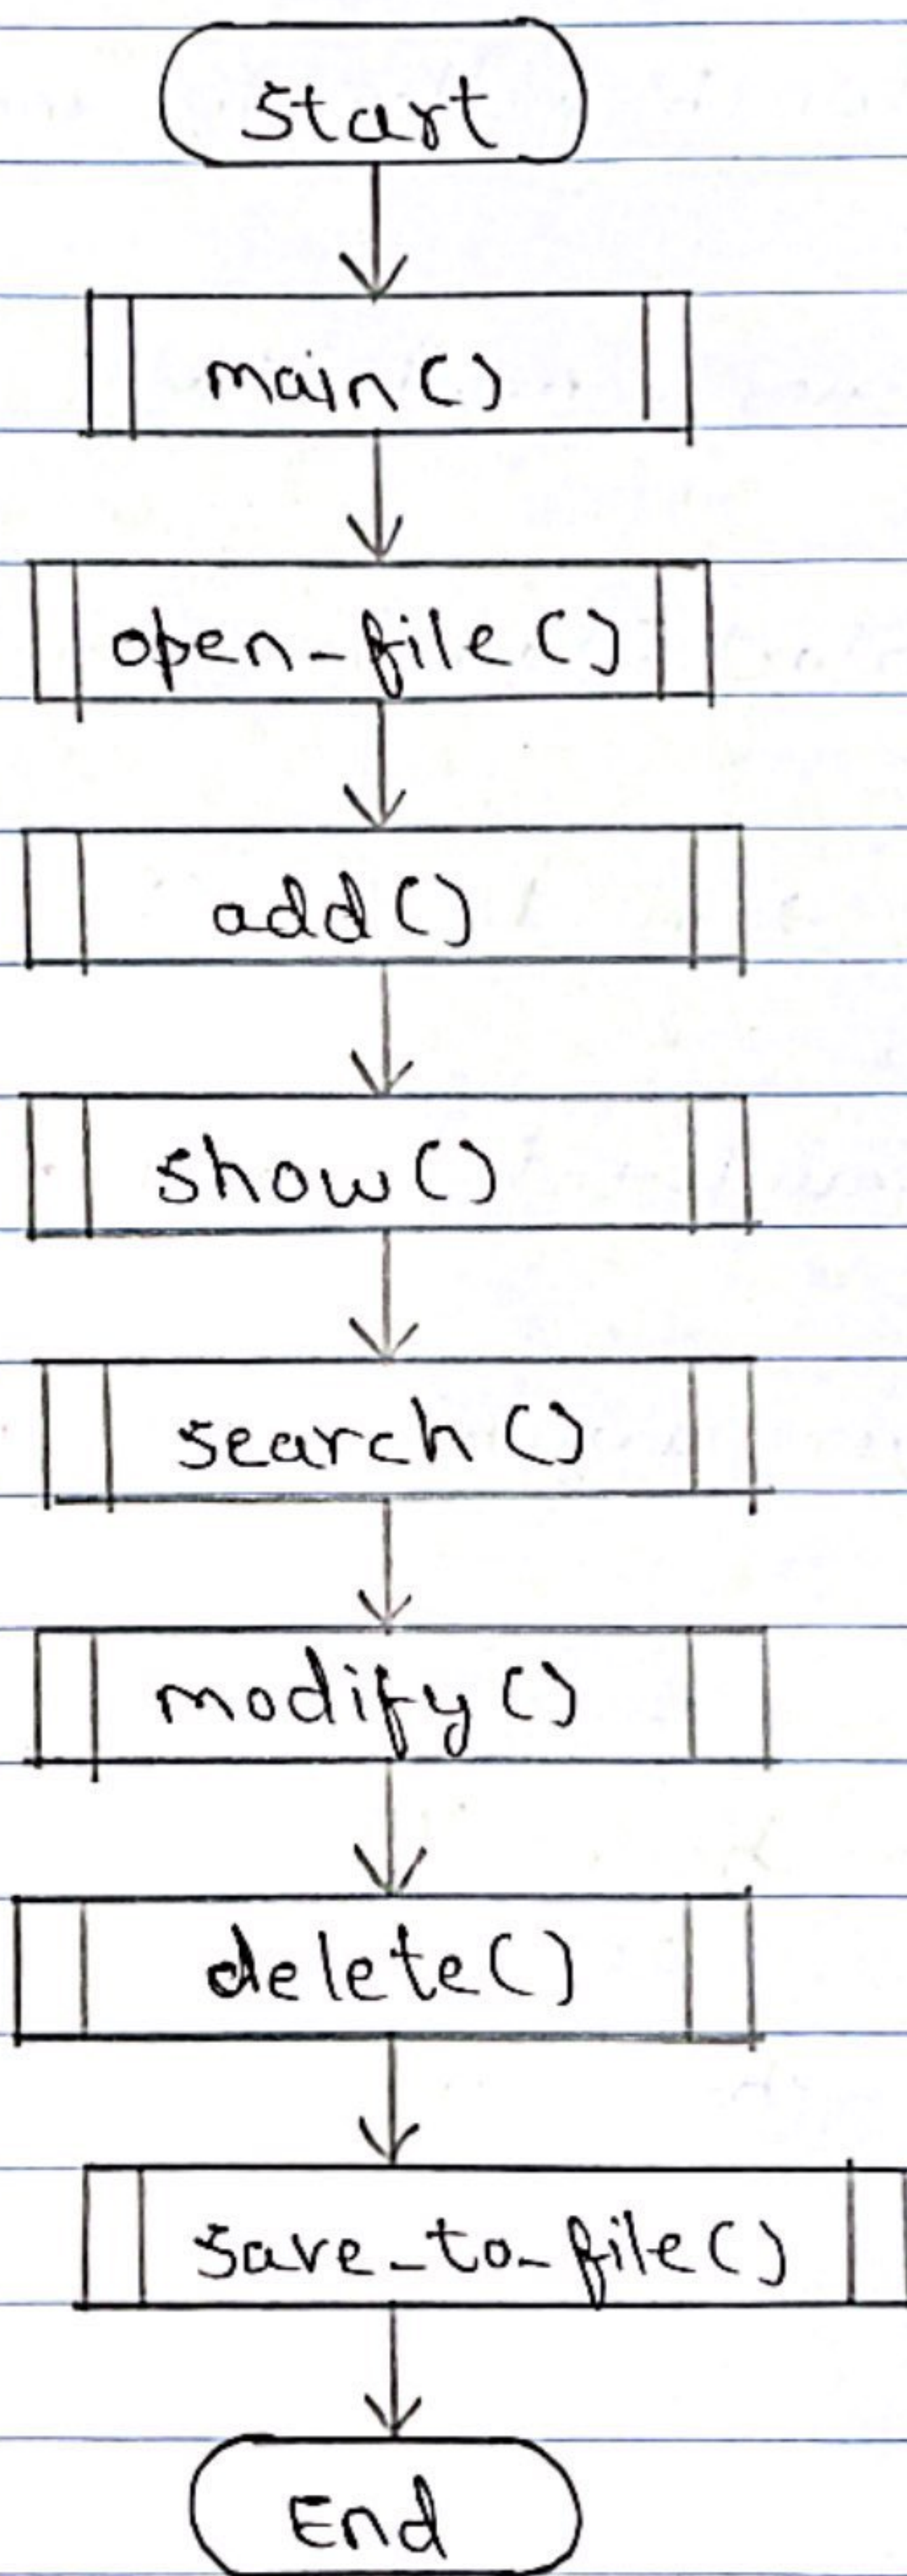 Start
main()
open_file()
add()
show()
search()
modify()
delete()
save_to_file()
End